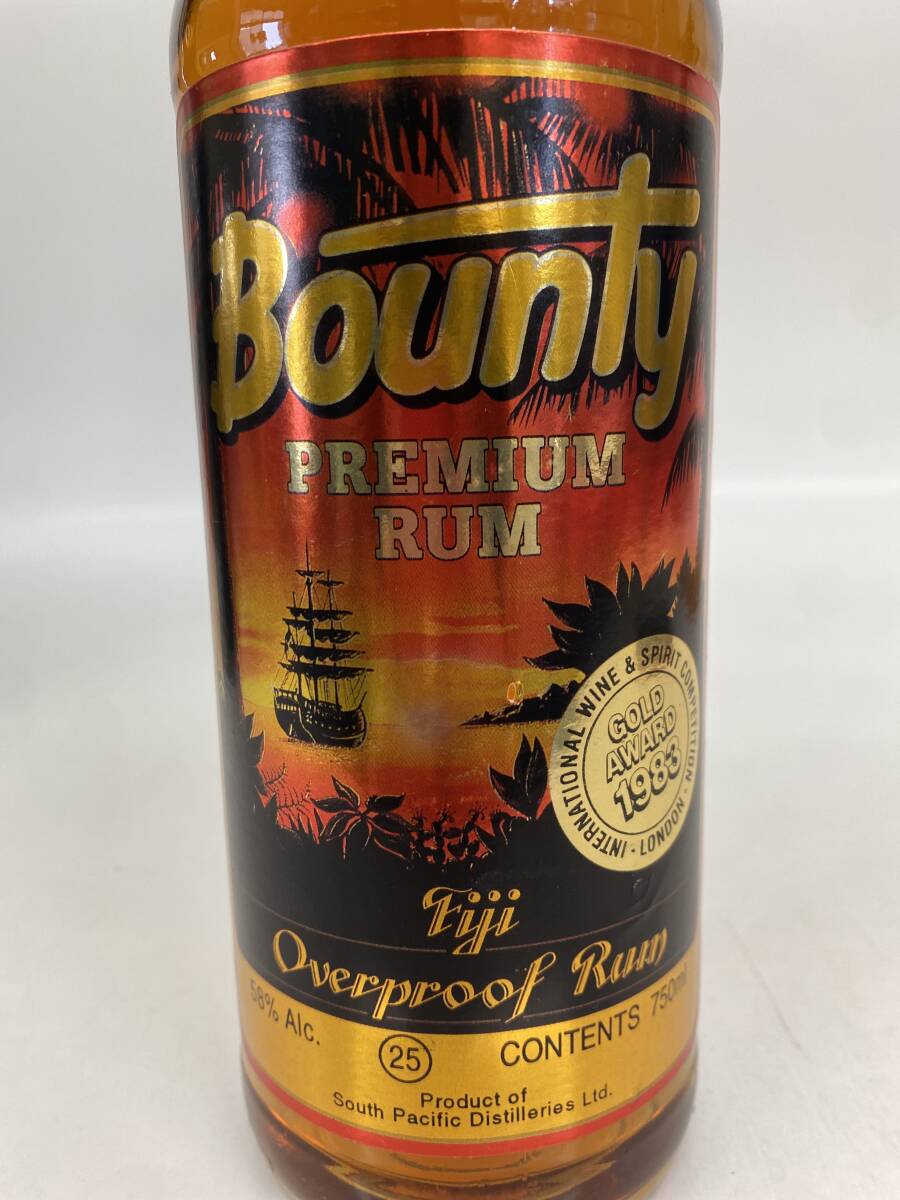 Bounty
PREMIUM
RUM
INTERNATIONAL WINE & SPIRIT COMPETITION · LONDON ·
GOLD
AWARD
1983
Fiji
Overproof Rum
58% Alc.
25
CONTENTS 750ml
Product of
South Pacific Distilleries Ltd.